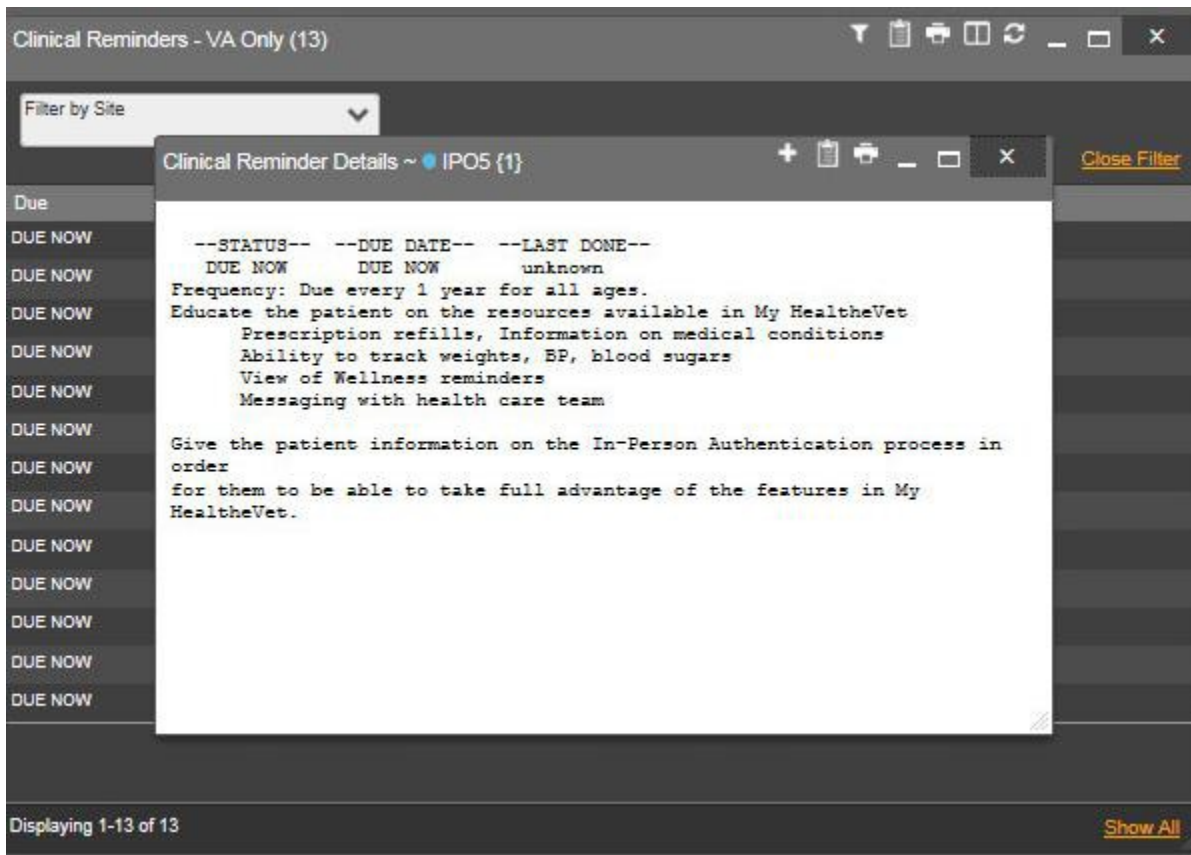 Clinical Reminders - VA Only (13)
Filter by Site
Clinical Reminder Details ~ IPO5 {1}
Close Filter
Due
DUE NOW
DUE NOW
DUE NOW
DUE NOW
DUE NOW
DUE NOW
DUE NOW
DUE NOW
DUE NOW
DUE NOW
DUE NOW
DUE NOW
DUE NOW
--STATUS-- --DUE DATE-- --LAST DONE--
DUE NOW DUE NOW unknown
Frequency: Due every 1 year for all ages.
Educate the patient on the resources available in My HealtheVet
Prescription refills, Information on medical conditions
Ability to track weights, BP, blood sugars
View of Wellness reminders
Messaging with health care team
Give the patient information on the In-Person Authentication process in
order
for them to be able to take full advantage of the features in My
HealtheVet.
Displaying 1-13 of 13
Show All